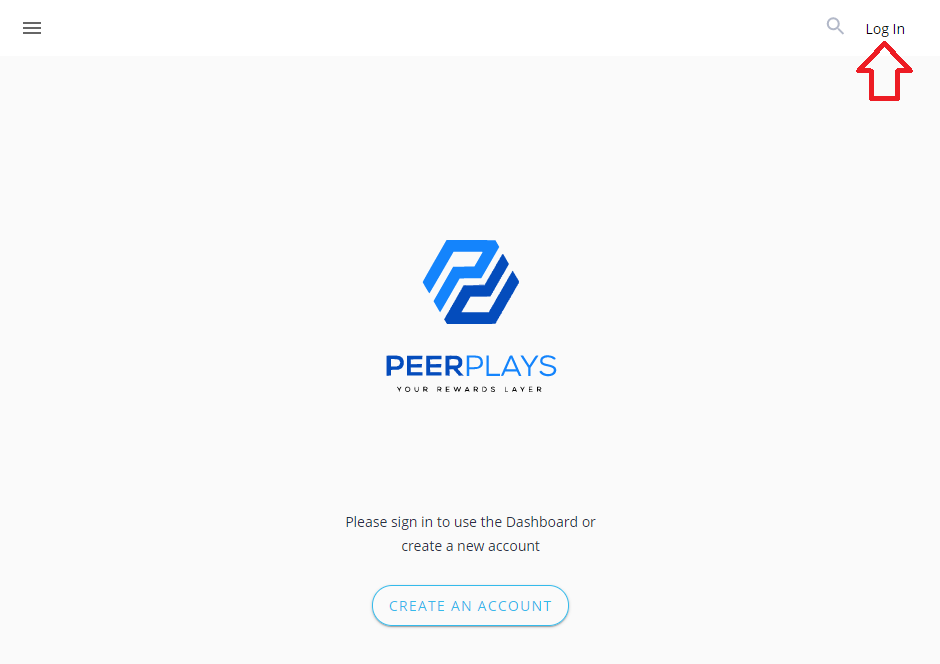 Log In
PEERPLAYS
YOUR REWARDS LAYER
Please sign in to use the Dashboard or
create a new account
CREATE AN ACCOUNT